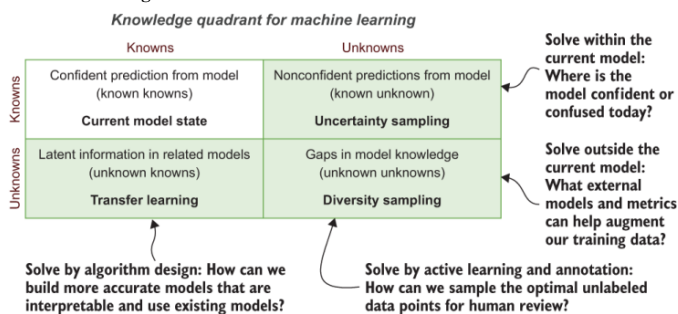 Knowledge quadrant for machine learning
Knowns
Unknowns
Knowns
Confident prediction from model
(known knowns)
Current model state
Nonconfident predictions from model
(known unknown)
Uncertainty sampling
Solve within the
current model:
Where is the
model confident or
confused today?
Unknowns
Latent information in related models
(unknown knowns)
Transfer learning
Gaps in model knowledge
(unknown unknowns)
Diversity sampling
Solve outside the
current model:
What external
models and metrics
can help augment
our training data?
Solve by algorithm design: How can we
build more accurate models that are
interpretable and use existing models?
Solve by active learning and annotation:
How can we sample the optimal unlabeled
data points for human review?